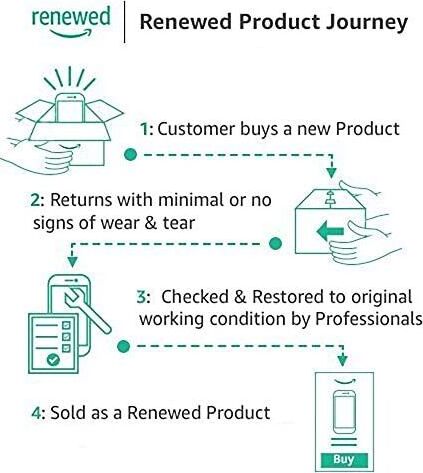 renewed
Renewed Product Journey
1: Customer buys a new Product
2: Returns with minimal or no
signs of wear & tear
3: Checked & Restored to original
working condition by Professionals
4: Sold as a Renewed Product
Buy